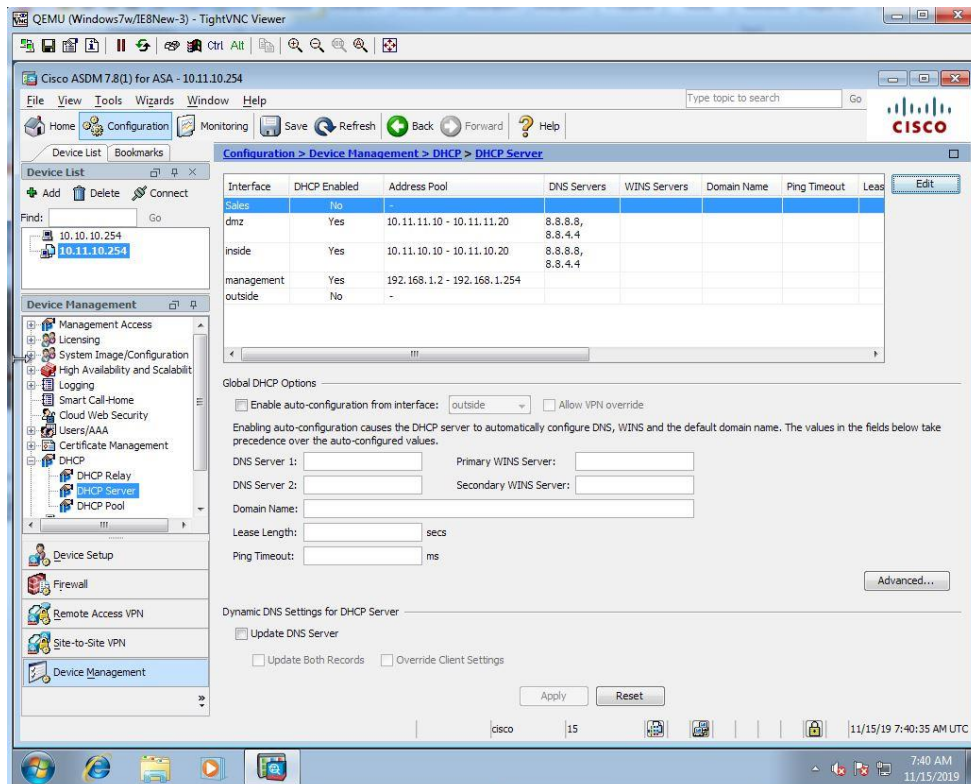 QEMU (Windows7w/IE8New-3) - TightVNC Viewer
Ctrl Alt
Cisco ASDM 7.8(1) for ASA - 10.11.10.254
File View Tools Wizards Window Help
Type topic to search Go
Home Configuration Monitoring Save Refresh Back Forward Help
CISCO
Device List Bookmarks
Configuration > Device Management > DHCP > DHCP Server
Device List
Add Delete Connect
Find: Go
10.10.10.254
10.11.10.254
Interface DHCP Enabled Address Pool DNS Servers WINS Servers Domain Name Ping Timeout Leas
Edit
Sales No -
dmz Yes 10.11.11.10 - 10.11.11.20 8.8.8.8,
8.8.4.4
inside Yes 10.11.10.10 - 10.11.10.20 8.8.8.8,
8.8.4.4
management Yes 192.168.1.2 - 192.168.1.254
outside No -
Device Management
Management Access
Licensing
System Image/Configuration
High Availability and Scalabilit
Logging
Smart Call-Home
Cloud Web Security
Users/AAA
Certificate Management
DHCP
DHCP Relay
DHCP Server
DHCP Pool
Device Setup
Firewall
Remote Access VPN
Site-to-Site VPN
Device Management
Global DHCP Options
Enable auto-configuration from interface: outside Allow VPN override
Enabling auto-configuration causes the DHCP server to automatically configure DNS, WINS and the default domain name. The values in the fields below take
precedence over the auto-configured values.
DNS Server 1: Primary WINS Server:
DNS Server 2: Secondary WINS Server:
Domain Name:
Lease Length: secs
Ping Timeout: ms
Advanced...
Dynamic DNS Settings for DHCP Server
Update DNS Server
Update Both Records Override Client Settings
Apply Reset
cisco 15 11/15/19 7:40:35 AM UTC
7:40 AM
11/15/2019